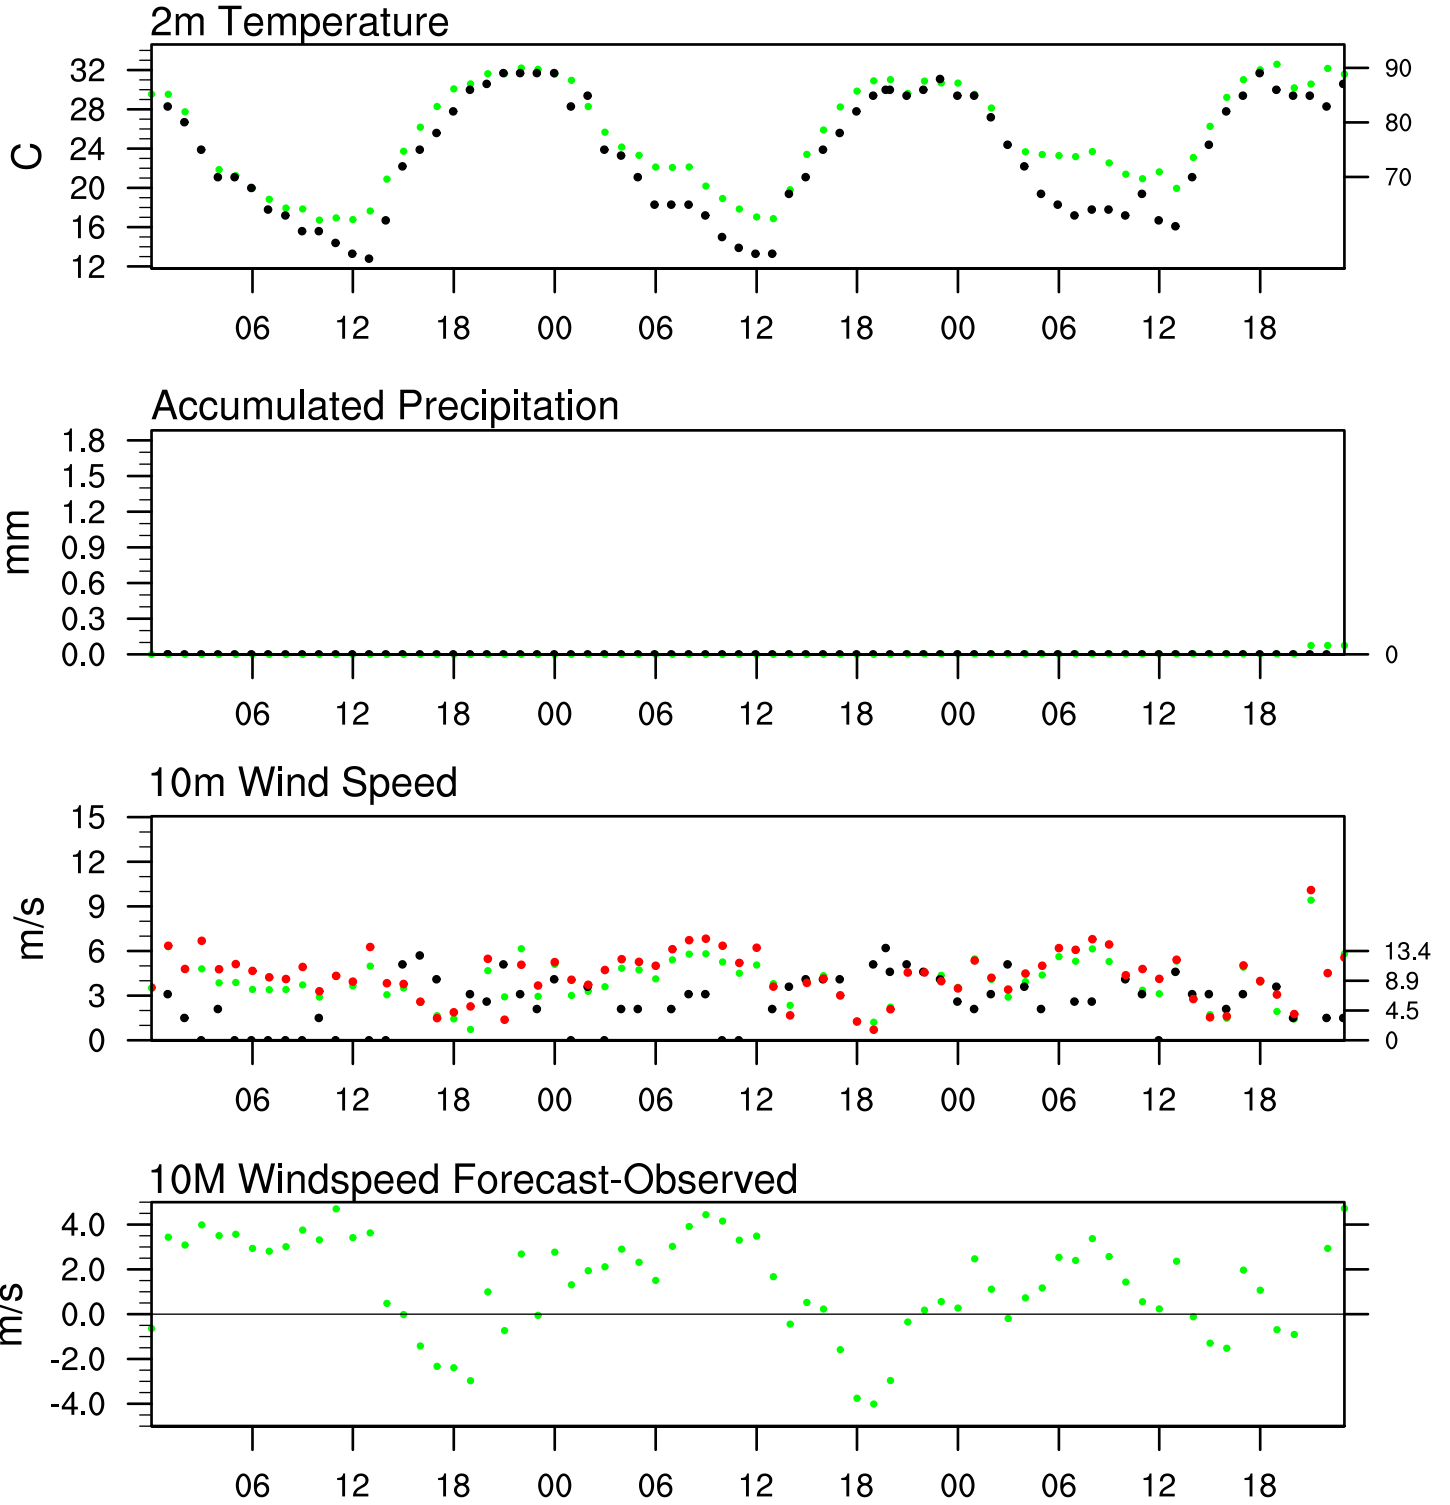 2m Temperature
32
28
24
20
16
12
C
90
80
70
06 12 18 00 06 12 18 00 06 12 18
Accumulated Precipitation
1.8
1.5
1.2
0.9
0.6
0.3
0.0
mm
0
06 12 18 00 06 12 18 00 06 12 18
10m Wind Speed
15
12
9
6
3
0
m/s
13.4
8.9
4.5
0
06 12 18 00 06 12 18 00 06 12 18
10M Windspeed Forecast-Observed
4.0
2.0
0.0
-2.0
-4.0
m/s
06 12 18 00 06 12 18 00 06 12 18